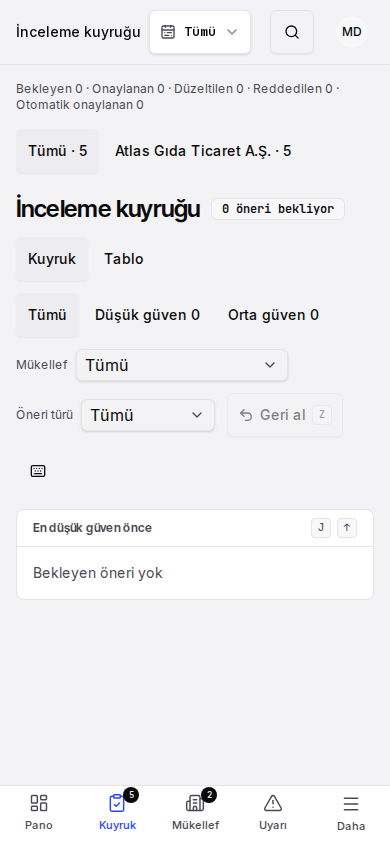 İnceleme kuyruğu
Tümü
MD
Bekleyen 0 · Onaylanan 0 · Düzeltilen 0 · Reddedilen 0 ·
Otomatik onaylanan 0
Tümü · 5
Atlas Gıda Ticaret A.Ş. · 5
İnceleme kuyruğu
0 öneri bekliyor
Kuyruk
Tablo
Tümü
Düşük güven 0
Orta güven 0
Mükellef
Tümü
Öneri türü
Tümü
Geri al
Z
En düşük güven önce
J
↑
Bekleyen öneri yok
5
2
Pano
Kuyruk
Mükellef
Uyarı
Daha